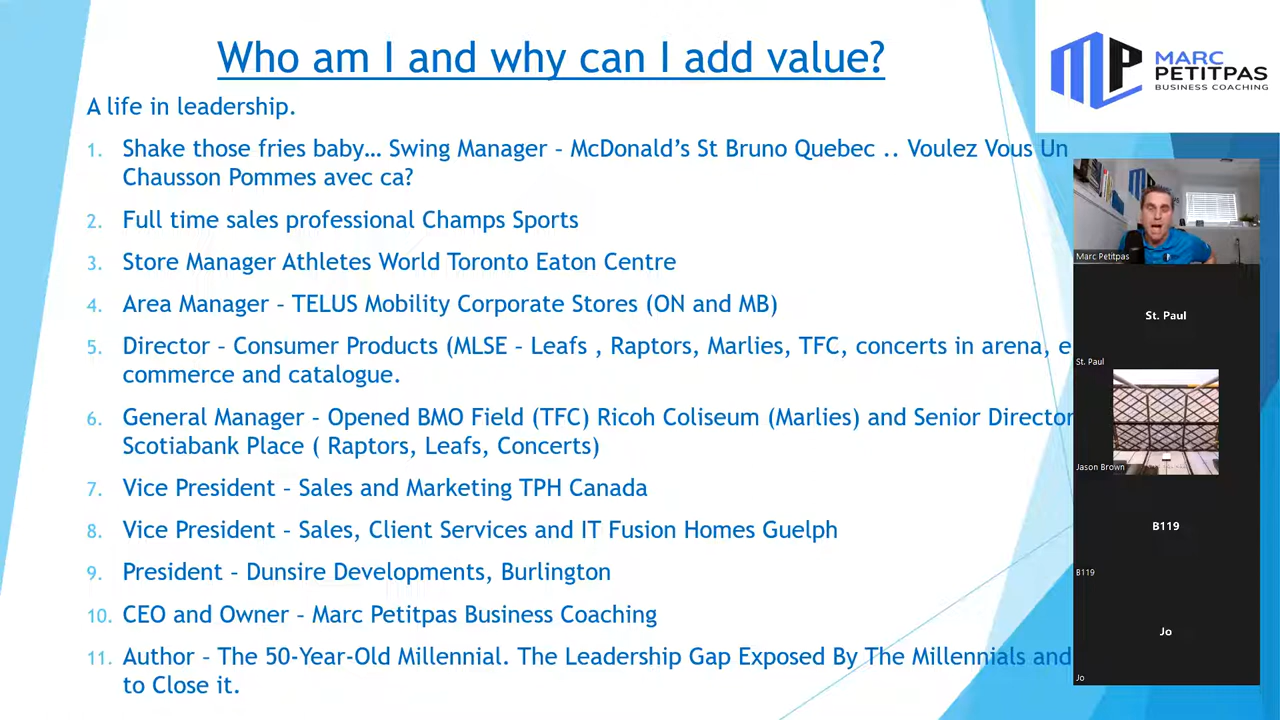 Who am I and why can I add value?
A life in leadership.
1. Shake those fries baby… Swing Manager – McDonald's St Bruno Quebec .. Voulez Vous Un
Chausson Pommes avec ca?
2. Full time sales professional Champs Sports
3. Store Manager Athletes World Toronto Eaton Centre
4. Area Manager – TELUS Mobility Corporate Stores (ON and MB)
5. Director – Consumer Products (MLSE – Leafs , Raptors, Marlies, TFC, concerts in arena, e
commerce and catalogue.
6. General Manager – Opened BMO Field (TFC) Ricoh Coliseum (Marlies) and Senior Director
Scotiabank Place ( Raptors, Leafs, Concerts)
7. Vice President – Sales and Marketing TPH Canada
8. Vice President – Sales, Client Services and IT Fusion Homes Guelph
9. President – Dunsire Developments, Burlington
10. CEO and Owner – Marc Petitpas Business Coaching
11. Author – The 50-Year-Old Millennial. The Leadership Gap Exposed By The Millennials and
to Close it.
MP
MARC
PETITPAS
BUSINESS COACHING
Marc Petitpas
St. Paul
St. Paul
Jason Brown
B119
B119
Jo
Jo